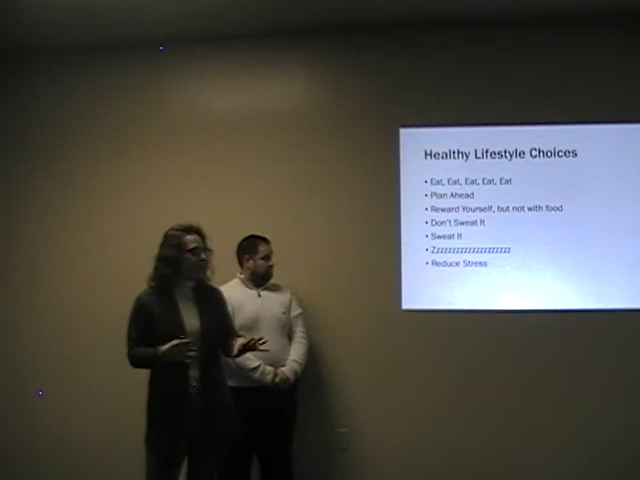 Healthy Lifestyle Choices
• Eat, Eat, Eat, Eat, Eat
• Plan Ahead
• Reward Yourself, but not with food
• Don't Sweat It
• Sweat It
• Zzzzzzzzzzzzzzzzzzz
• Reduce Stress